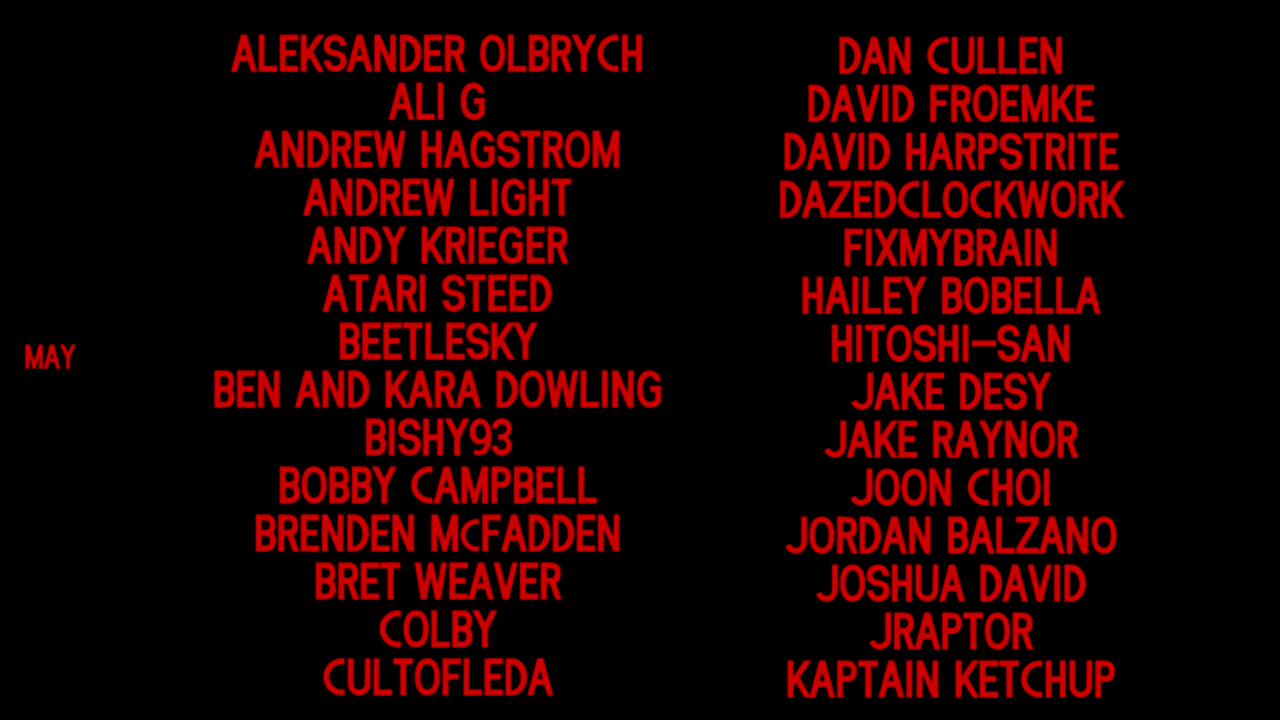 MAY
ALEKSANDER OLBRYCH
ALI G
ANDREW HAGSTROM
ANDREW LIGHT
ANDY KRIEGER
ATARI STEED
BEETLESKY
BEN AND KARA DOWLING
BISHY93
BOBBY CAMPBELL
BRENDEN McFADDEN
BRET WEAVER
COLBY
CULTOFLEDA
DAN CULLEN
DAVID FROEMKE
DAVID HARPSTRITE
DAZEDCLOCKWORK
FIXMYBRAIN
HAILEY BOBELLA
HITOSHI-SAN
JAKE DESY
JAKE RAYNOR
JOON CHOI
JORDAN BALZANO
JOSHUA DAVID
JRAPTOR
KAPTAIN KETCHUP